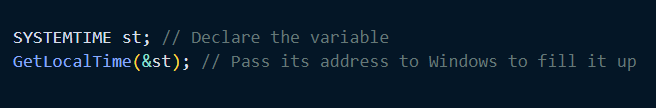 SYSTEMTIME st; // Declare the variable
GetLocalTime(&st); // Pass its address to Windows to fill it up